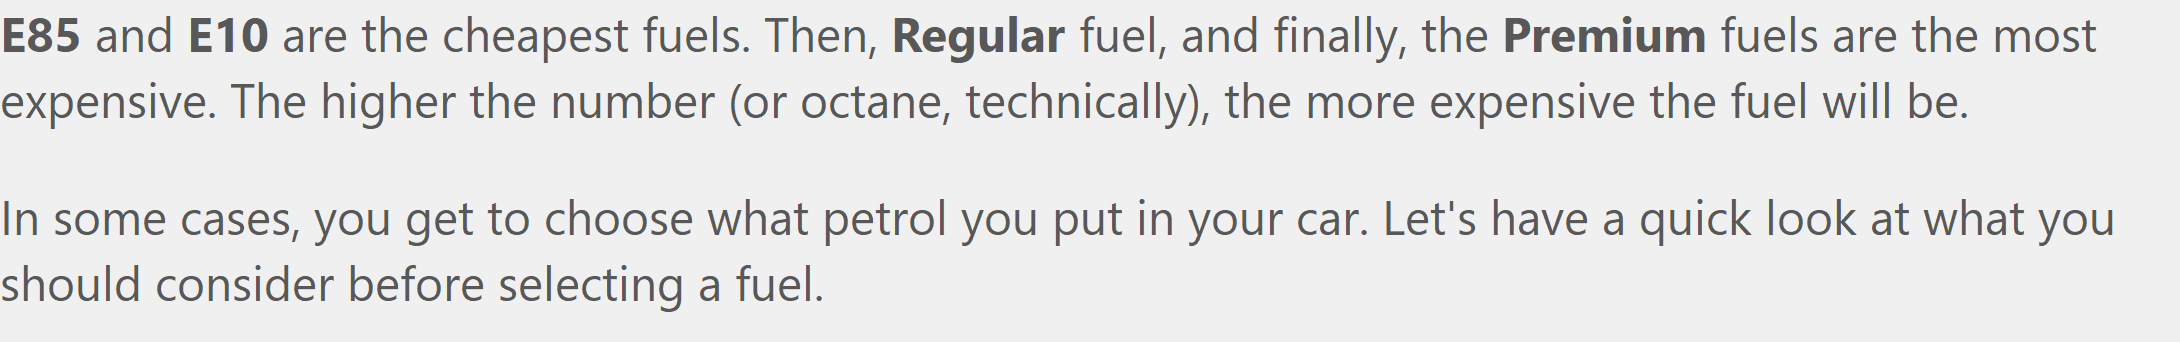 E85 and E10 are the cheapest fuels. Then, Regular fuel, and finally, the Premium fuels are the most
expensive. The higher the number (or octane, technically), the more expensive the fuel will be.
In some cases, you get to choose what petrol you put in your car. Let's have a quick look at what you
should consider before selecting a fuel.